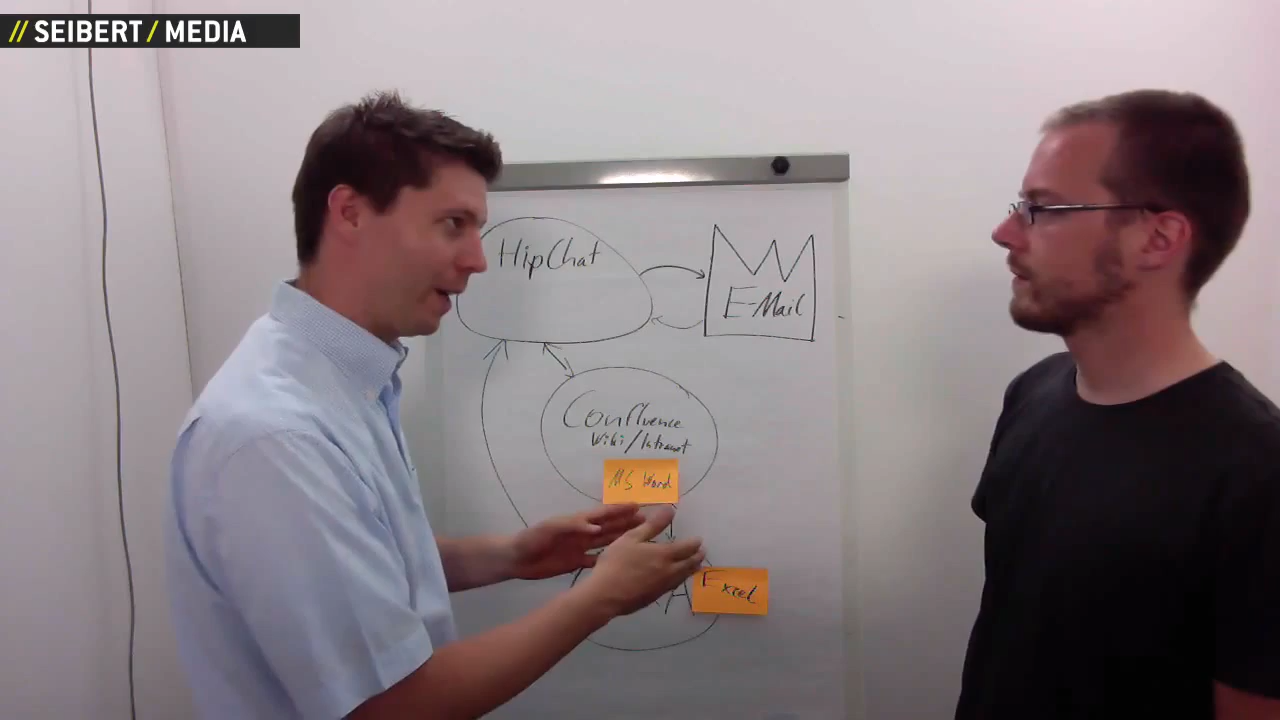 // SEIBERT / MEDIA
HipChat
E-Mail
Confluence
Wiki/Intranet
MS Word
Excel